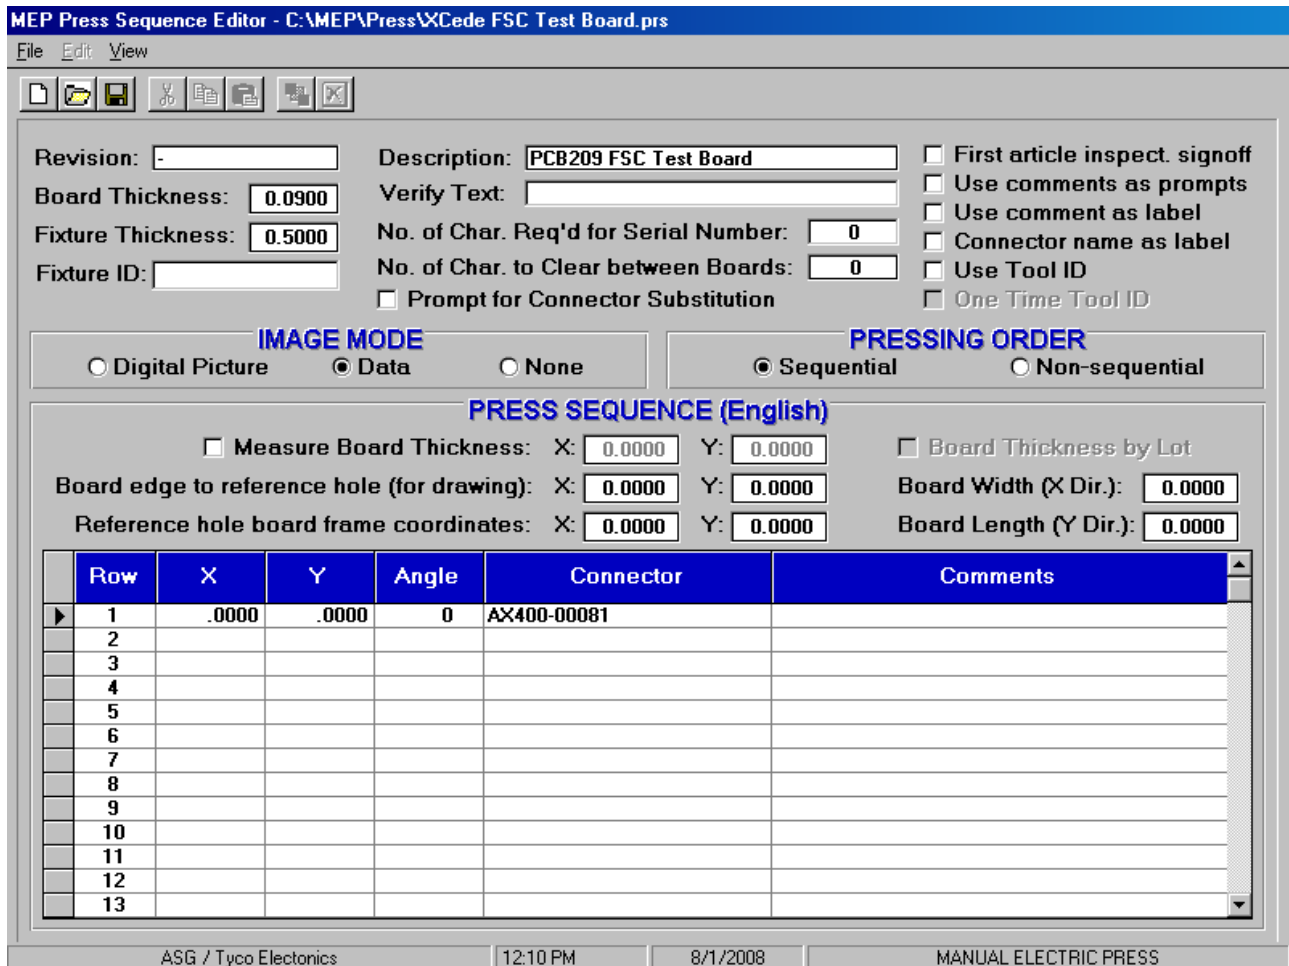 MEP Press Sequence Editor - C:\MEP\Press\XCede FSC Test Board.prs
File Edit View
Revision: - Description: PCB209 FSC Test Board First article inspect. signoff
Board Thickness: 0.0900 Verify Text: Use comments as prompts
Use comment as label
Fixture Thickness: 0.5000 No. of Char. Req'd for Serial Number: 0 Connector name as label
Fixture ID: No. of Char. to Clear between Boards: 0 Use Tool ID
Prompt for Connector Substitution One Time Tool ID
IMAGE MODE PRESSING ORDER
Digital Picture Data None Sequential Non-sequential
PRESS SEQUENCE (English)
Measure Board Thickness: X: 0.0000 Y: 0.0000 Board Thickness by Lot
Board edge to reference hole (for drawing): X: 0.0000 Y: 0.0000 Board Width (X Dir.): 0.0000
Reference hole board frame coordinates: X: 0.0000 Y: 0.0000 Board Length (Y Dir.): 0.0000
Row X Y Angle Connector Comments
1 .0000 .0000 0 AX400-00081
2
3
4
5
6
7
8
9
10
11
12
13
ASG / Tyco Electonics 12:10 PM 8/1/2008 MANUAL ELECTRIC PRESS